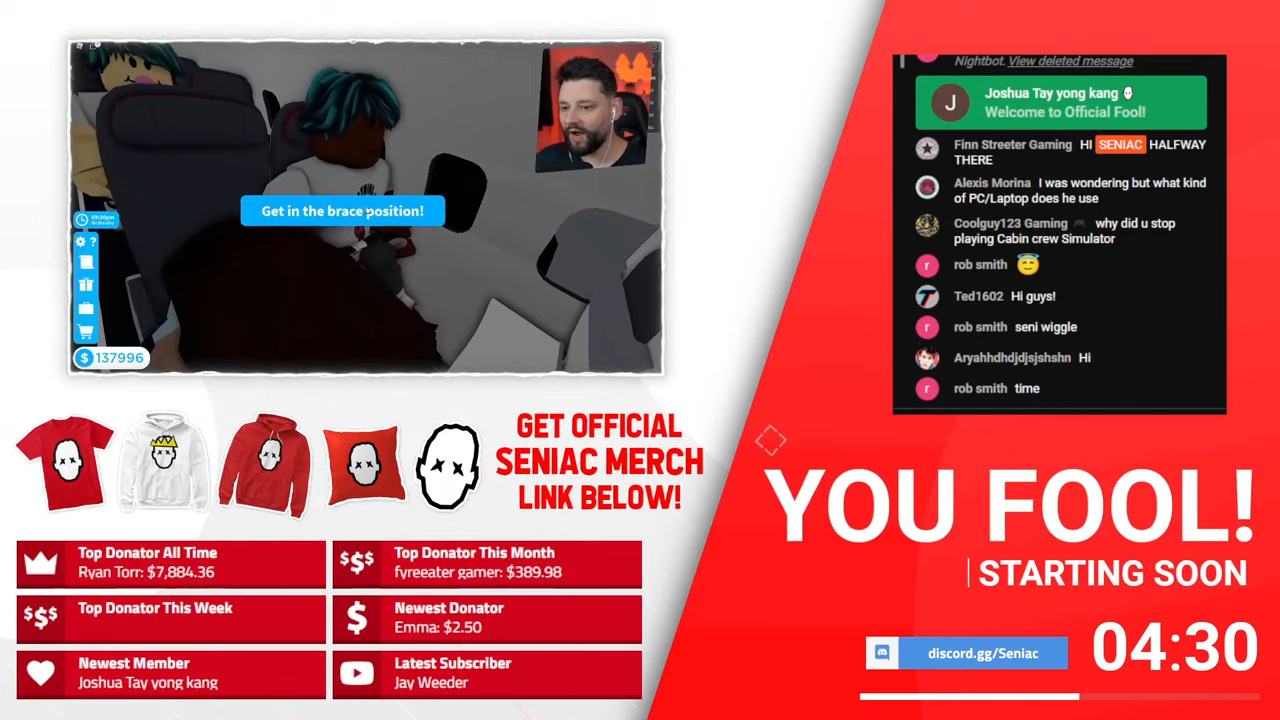 Get in the brace position!
?
$ 137996
GET OFFICIAL
SENIAC MERCH
LINK BELOW!
Top Donator All Time
Ryan Torr: $7,884.36
$$$
Top Donator This Month
fyreeater gamer: $389.98
$$$
Top Donator This Week
$
Newest Donator
Emma: $2.50
Newest Member
Joshua Tay yong kang
Latest Subscriber
Jay Weeder
Nightbot. View deleted message
J
Joshua Tay yong kang
Welcome to Official Fool!
Finn Streeter Gaming HI SENIAC HALFWAY
THERE
Alexis Morina I was wondering but what kind
of PC/Laptop does he use
Coolguy123 Gaming 🎮 why did u stop
playing Cabin crew Simulator
r rob smith 😇
T Ted1602 Hi guys!
r rob smith seni wiggle
Aryahhdhdjdjsjshshn Hi
r rob smith time
YOU FOOL!
STARTING SOON
discord.gg/Seniac
04:30